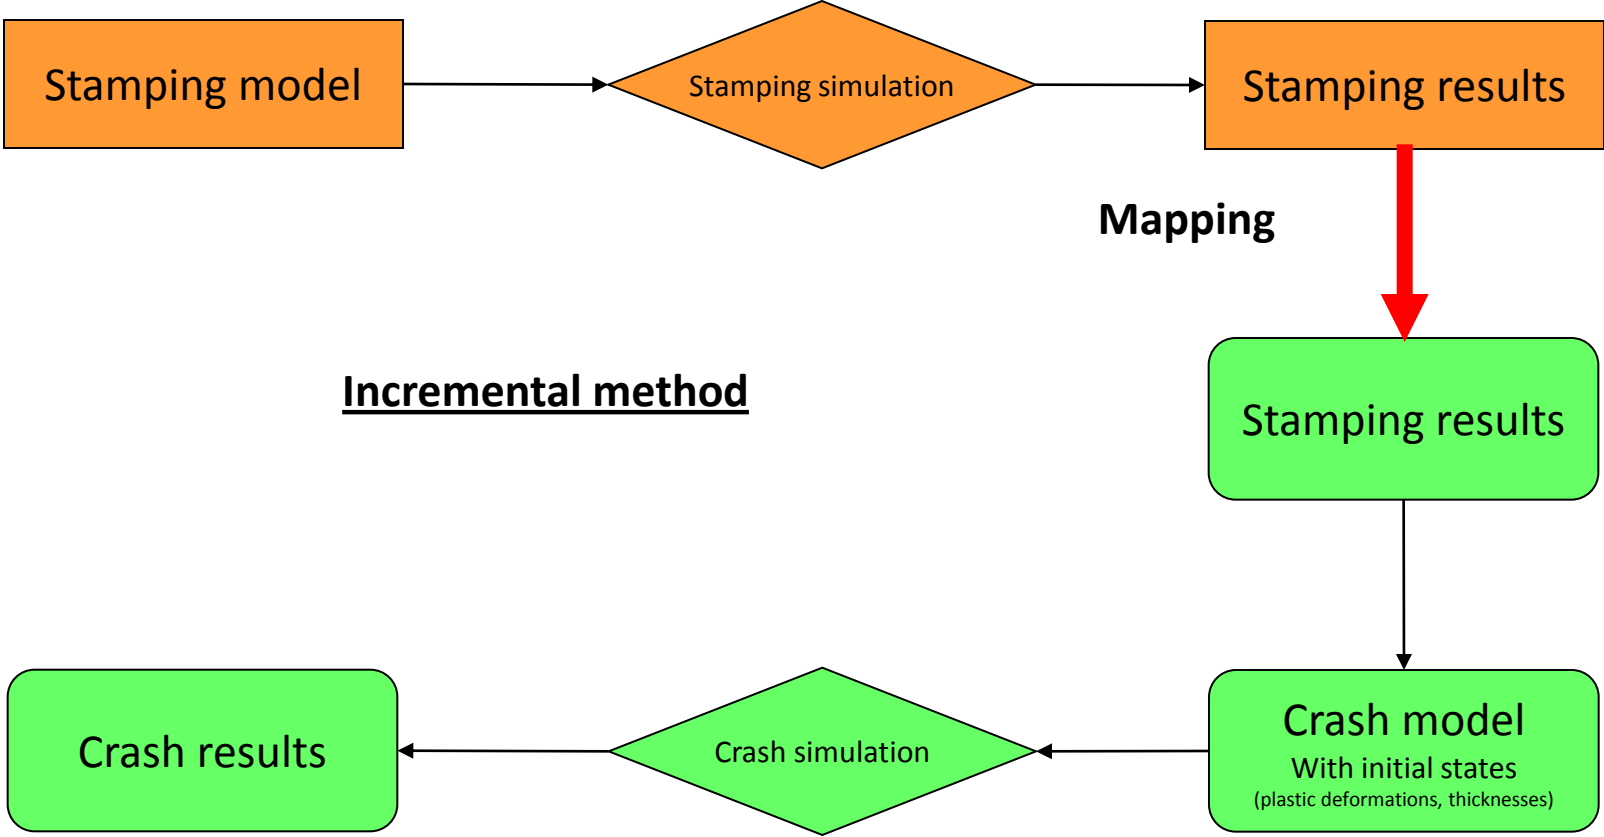 Stamping model
Stamping simulation
Stamping results
Mapping
Incremental method
Stamping results
Crash results
Crash simulation
Crash model
With initial states
(plastic deformations, thicknesses)